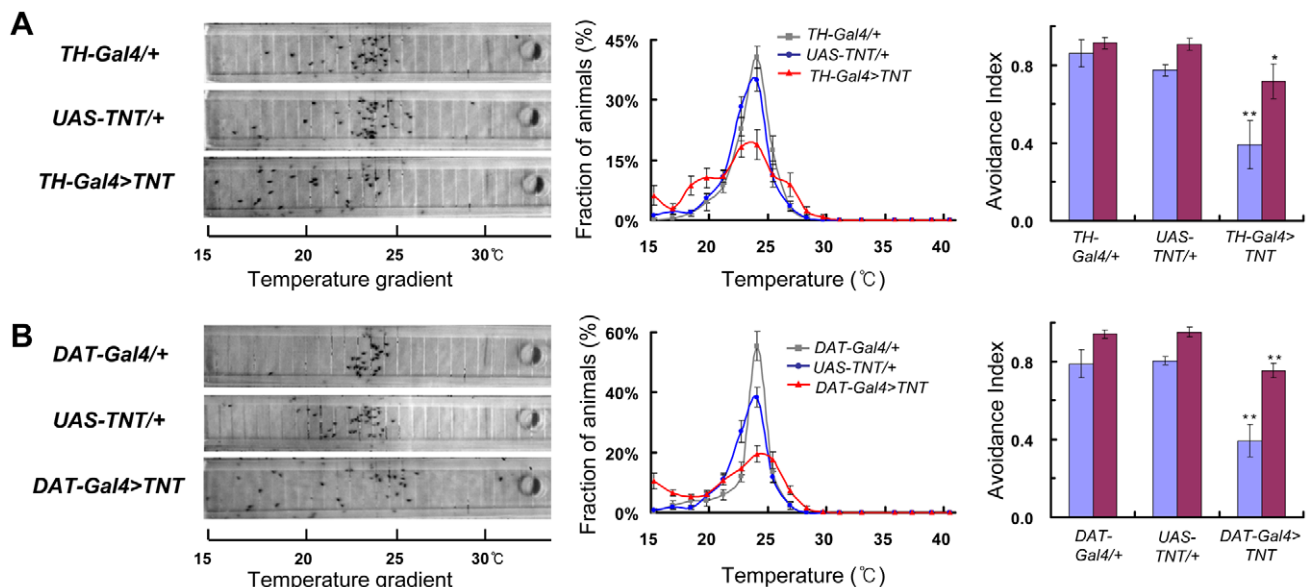 A
TH-Gal4/+
UAS-TNT/+
TH-Gal4>TNT
15 20 25 30℃
Temperature gradient
Fraction of animals (%)
45%
30%
15%
0%
TH-Gal4/+
UAS-TNT/+
TH-Gal4>TNT
15 20 25 30 35 40
Temperature (℃)
Avoidance Index
0.8
0.4
0.0
**
*
TH-
Gal4/+
UAS-
TNT/+
TH-Gal4>
TNT
B
DAT-Gal4/+
UAS-TNT/+
DAT-Gal4>TNT
15 20 25 30℃
Temperature gradient
Fraction of animals (%)
60%
40%
20%
0%
DAT-Gal4/+
UAS-TNT/+
DAT-Gal4>TNT
15 20 25 30 35 40
Temperature (℃)
Avoidance Index
0.8
0.4
0.0
**
**
DAT-
Gal4/+
UAS-
TNT/+
DAT-Gal4>
TNT